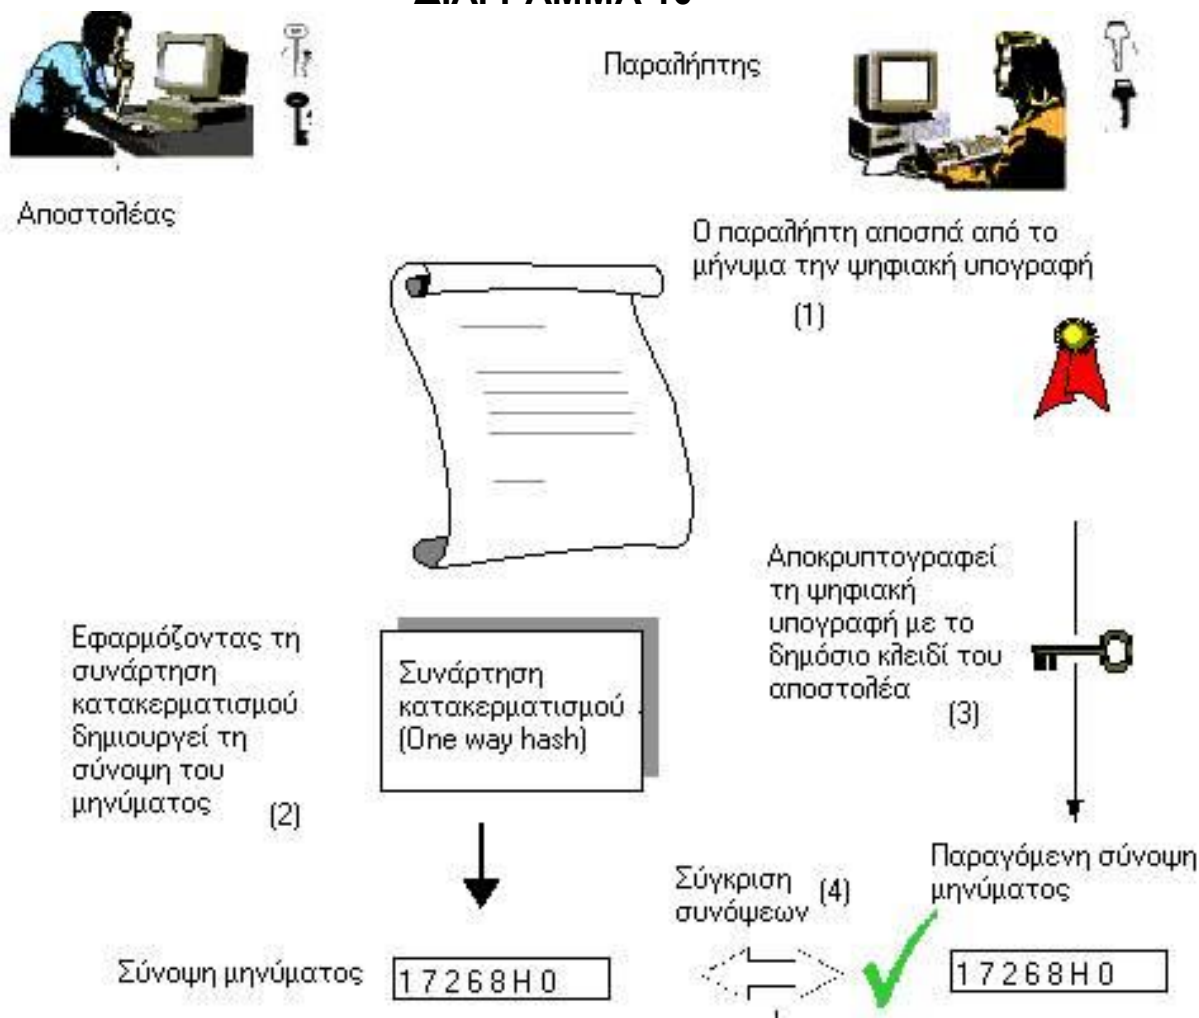 Παραλήπτης
Αποστολέας
Ο παραλήπτη αποσπά από το
μήνυμα την ψηφιακή υπογραφή
(1)
Αποκρυπτογραφεί
τη ψηφιακή
υπογραφή με το
δημόσιο κλειδί του
αποστολέα
(3)
Εφαρμόζοντας τη
συνάρτηση
κατακερματισμού
δημιουργεί τη
σύνοψη του
μηνύματος
(2)
Συνάρτηση
κατακερματισμού
(One way hash)
Παραγόμενη σύνοψη
μηνύματος
Σύγκριση
συνόψεων
(4)
Σύνοψη μηνύματος
17268H0
17268H0